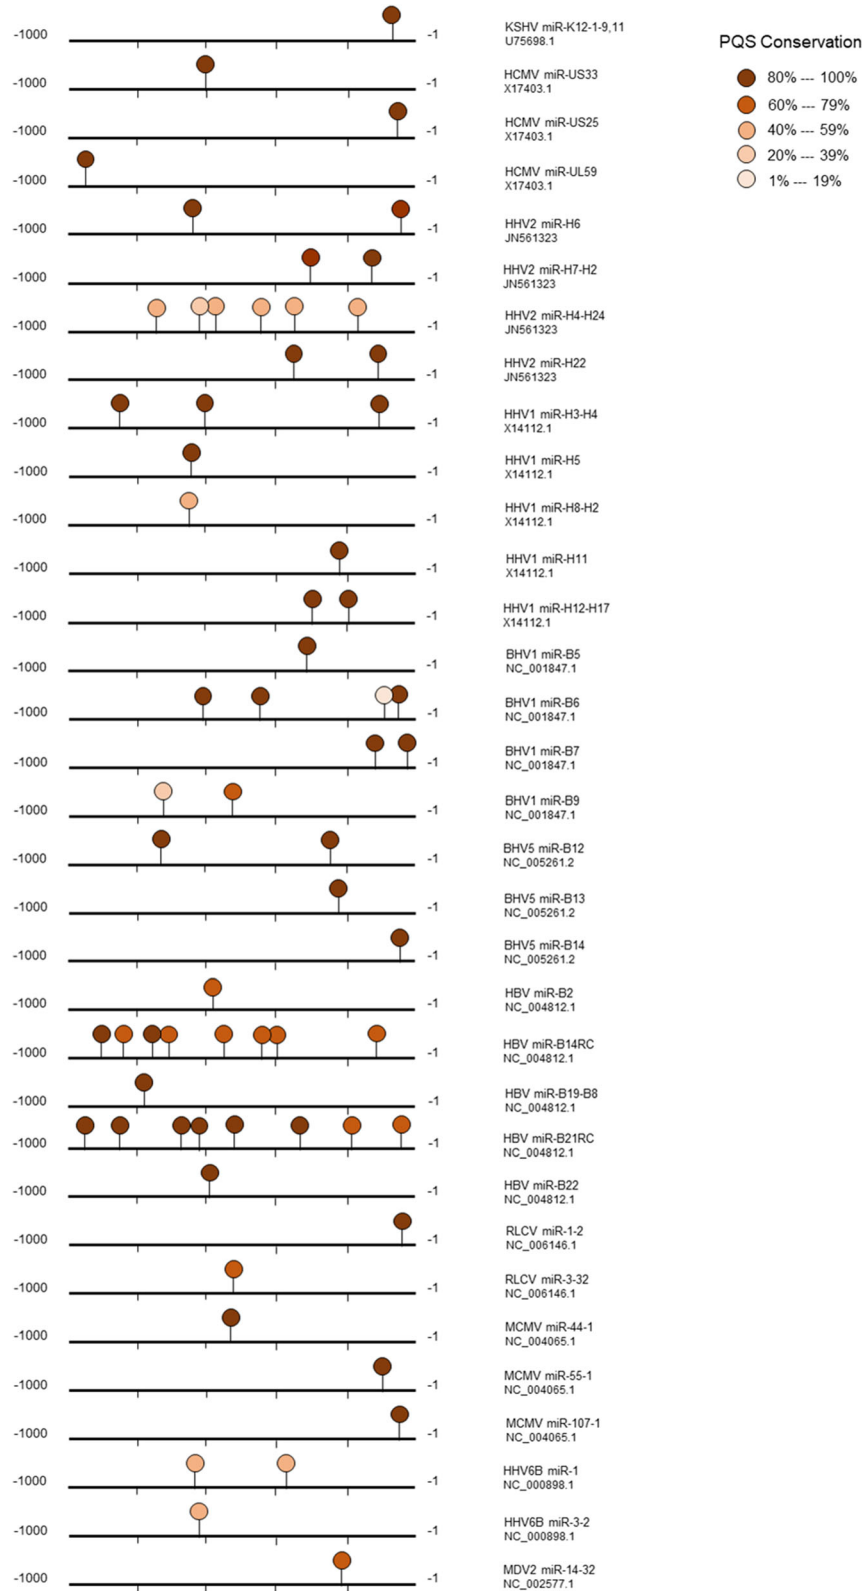 KSHV miR-K12-1-9,11
-1000 -1
U75698.1
PQS Conservation
80% --- 100%
60% --- 79%
40% --- 59%
20% --- 39%
1% --- 19%
HCMV miR-US33
-1000 -1
X17403.1
HCMV miR-US25
-1000 -1
X17403.1
HCMV miR-UL59
-1000 -1
X17403.1
HHV2 miR-H6
-1000 -1
JN561323
HHV2 miR-H7-H2
-1000 -1
JN561323
HHV2 miR-H4-H24
-1000 -1
JN561323
HHV2 miR-H22
-1000 -1
JN561323
HHV1 miR-H3-H4
-1000 -1
X14112.1
HHV1 miR-H5
-1000 -1
X14112.1
HHV1 miR-H8-H2
-1000 -1
X14112.1
HHV1 miR-H11
-1000 -1
X14112.1
HHV1 miR-H12-H17
-1000 -1
X14112.1
BHV1 miR-B5
-1000 -1
NC_001847.1
BHV1 miR-B6
-1000 -1
NC_001847.1
BHV1 miR-B7
-1000 -1
NC_001847.1
BHV1 miR-B9
-1000 -1
NC_001847.1
BHV5 miR-B12
-1000 -1
NC_005261.2
BHV5 miR-B13
-1000 -1
NC_005261.2
BHV5 miR-B14
-1000 -1
NC_005261.2
HBV miR-B2
-1000 -1
NC_004812.1
HBV miR-B14RC
-1000 -1
NC_004812.1
HBV miR-B19-B8
-1000 -1
NC_004812.1
HBV miR-B21RC
-1000 -1
NC_004812.1
HBV miR-B22
-1000 -1
NC_004812.1
RLCV miR-1-2
-1000 -1
NC_006146.1
RLCV miR-3-32
-1000 -1
NC_006146.1
MCMV miR-44-1
-1000 -1
NC_004065.1
MCMV miR-55-1
-1000 -1
NC_004065.1
MCMV miR-107-1
-1000 -1
NC_004065.1
HHV6B miR-1
-1000 -1
NC_000898.1
HHV6B miR-3-2
-1000 -1
NC_000898.1
MDV2 miR-14-32
-1000 -1
NC_002577.1